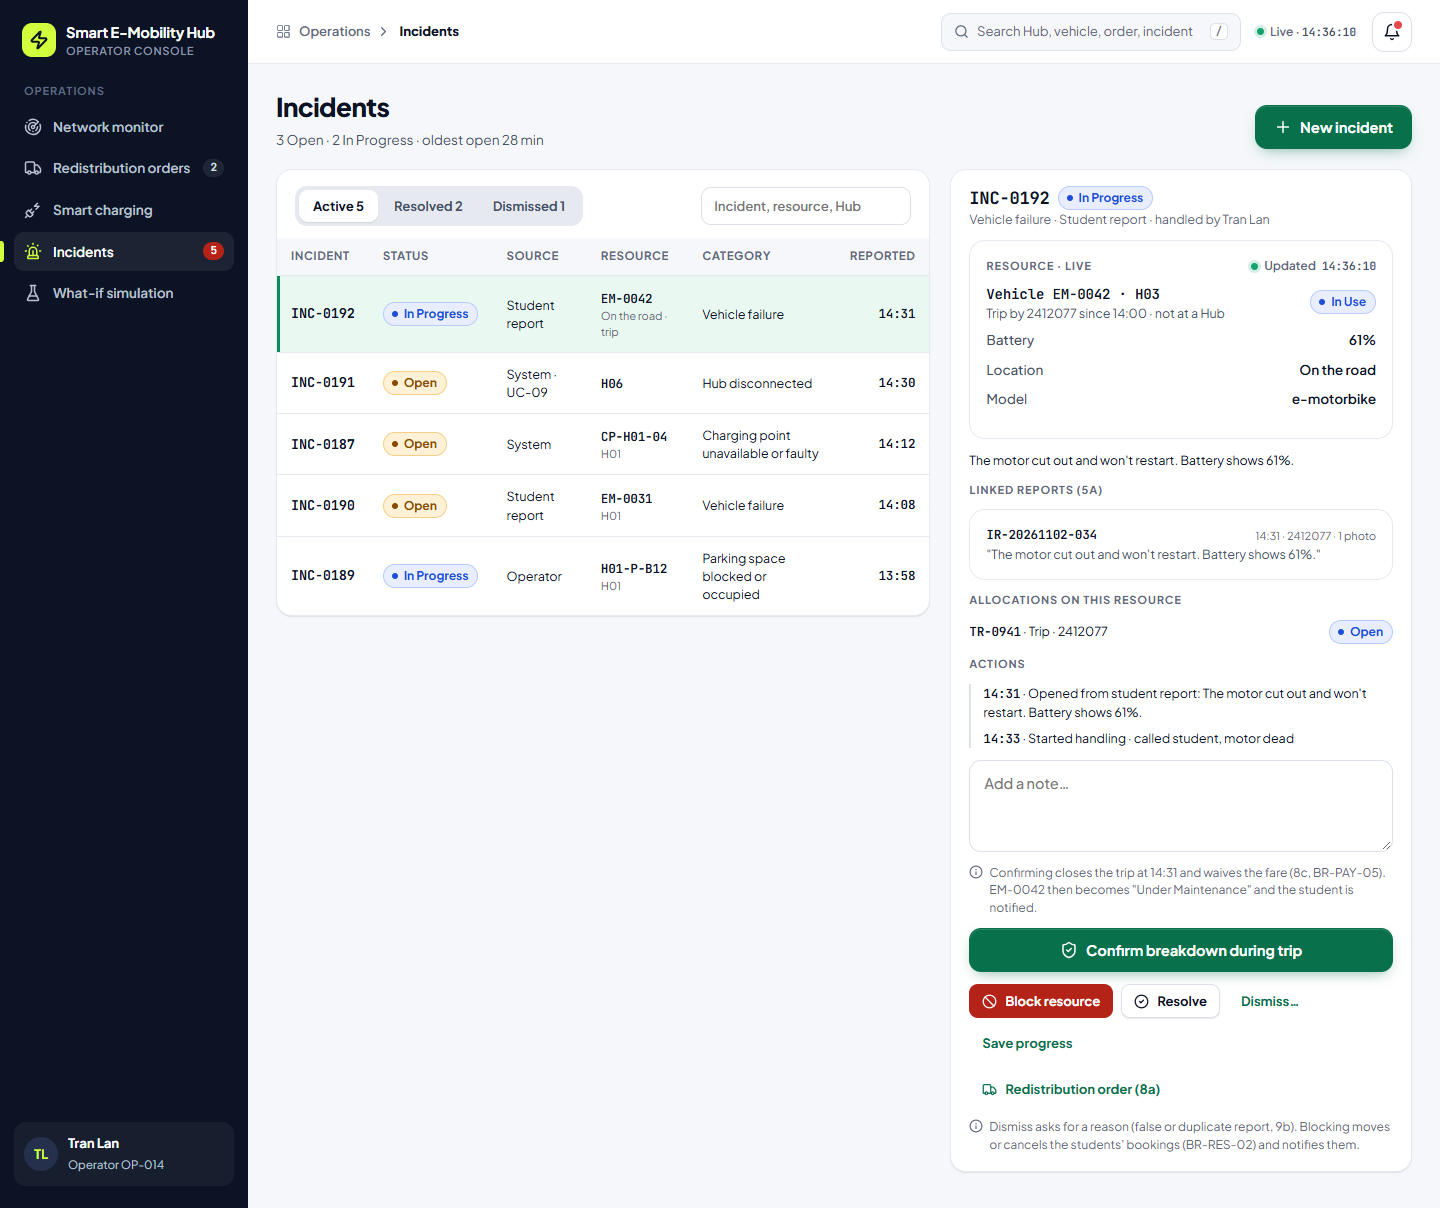 Smart E-Mobility Hub
OPERATOR CONSOLE
OPERATIONS
Network monitor
Redistribution orders 2
Smart charging
Incidents 5
What-if simulation
TL
Tran Lan
Operator OP-014
Operations > Incidents
Search Hub, vehicle, order, incident /
Live · 14:36:10
Incidents
3 Open · 2 In Progress · oldest open 28 min
New incident
Active 5 Resolved 2 Dismissed 1
Incident, resource, Hub
INCIDENT STATUS SOURCE RESOURCE CATEGORY REPORTED
INC-0192 In Progress Student report EM-0042 On the road · trip Vehicle failure 14:31
INC-0191 Open System · UC-09 H06 Hub disconnected 14:30
INC-0187 Open System CP-H01-04 H01 Charging point unavailable or faulty 14:12
INC-0190 Open Student report EM-0031 H01 Vehicle failure 14:08
INC-0189 In Progress Operator H01-P-B12 H01 Parking space blocked or occupied 13:58
INC-0192 In Progress
Vehicle failure · Student report · handled by Tran Lan
RESOURCE · LIVE Updated 14:36:10
Vehicle EM-0042 · H03
In Use
Trip by 2412077 since 14:00 · not at a Hub
Battery 61%
Location On the road
Model e-motorbike
The motor cut out and won't restart. Battery shows 61%.
LINKED REPORTS (5A)
IR-20261102-034 14:31 · 2412077 · 1 photo
"The motor cut out and won't restart. Battery shows 61%."
ALLOCATIONS ON THIS RESOURCE
TR-0941 · Trip · 2412077 Open
ACTIONS
14:31 · Opened from student report: The motor cut out and won't
restart. Battery shows 61%.
14:33 · Started handling · called student, motor dead
Add a note…
Confirming closes the trip at 14:31 and waives the fare (8c, BR-PAY-05).
EM-0042 then becomes "Under Maintenance" and the student is
notified.
Confirm breakdown during trip
Block resource Resolve Dismiss…
Save progress
Redistribution order (8a)
Dismiss asks for a reason (false or duplicate report, 9b). Blocking moves
or cancels the students' bookings (BR-RES-02) and notifies them.